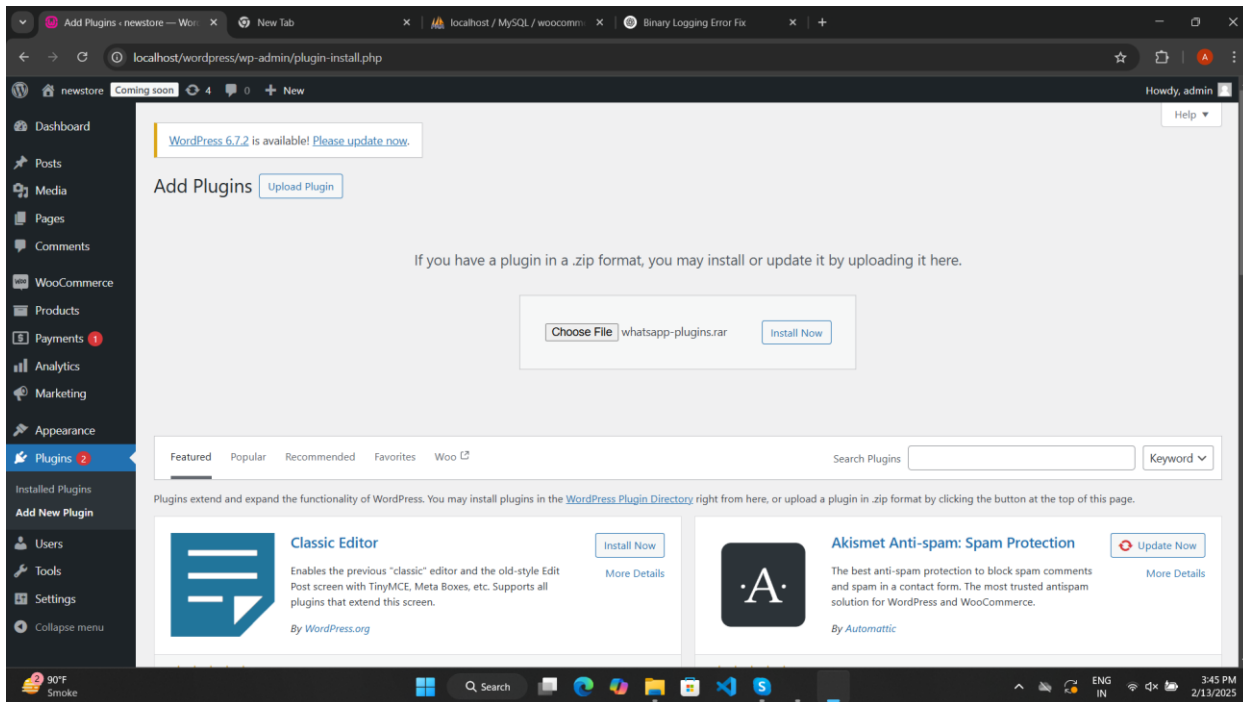 Add Plugins ‹ newstore — Wor
New Tab
localhost / MySQL / woocomm
Binary Logging Error Fix
localhost/wordpress/wp-admin/plugin-install.php
A
newstore Coming soon 4 0 + New
Howdy, admin
Help ▼
Dashboard
Posts
Media
Pages
Comments
WooCommerce
Products
Payments 1
Analytics
Marketing
Appearance
Plugins 2
Installed Plugins
Add New Plugin
Users
Tools
Settings
Collapse menu
WordPress 6.7.2 is available! Please update now.
Add Plugins Upload Plugin
If you have a plugin in a .zip format, you may install or update it by uploading it here.
Choose File whatsapp-plugins.rar Install Now
Featured Popular Recommended Favorites Woo
Search Plugins Keyword
Plugins extend and expand the functionality of WordPress. You may install plugins in the WordPress Plugin Directory right from here, or upload a plugin in .zip format by clicking the button at the top of this page.
Classic Editor
Install Now
More Details
Enables the previous "classic" editor and the old-style Edit
Post screen with TinyMCE, Meta Boxes, etc. Supports all
plugins that extend this screen.
By WordPress.org
·A·
Akismet Anti-spam: Spam Protection
Update Now
More Details
The best anti-spam protection to block spam comments
and spam in a contact form. The most trusted antispam
solution for WordPress and WooCommerce.
By Automattic
2
90°F
Smoke
Search
ENG
IN
3:45 PM
2/13/2025